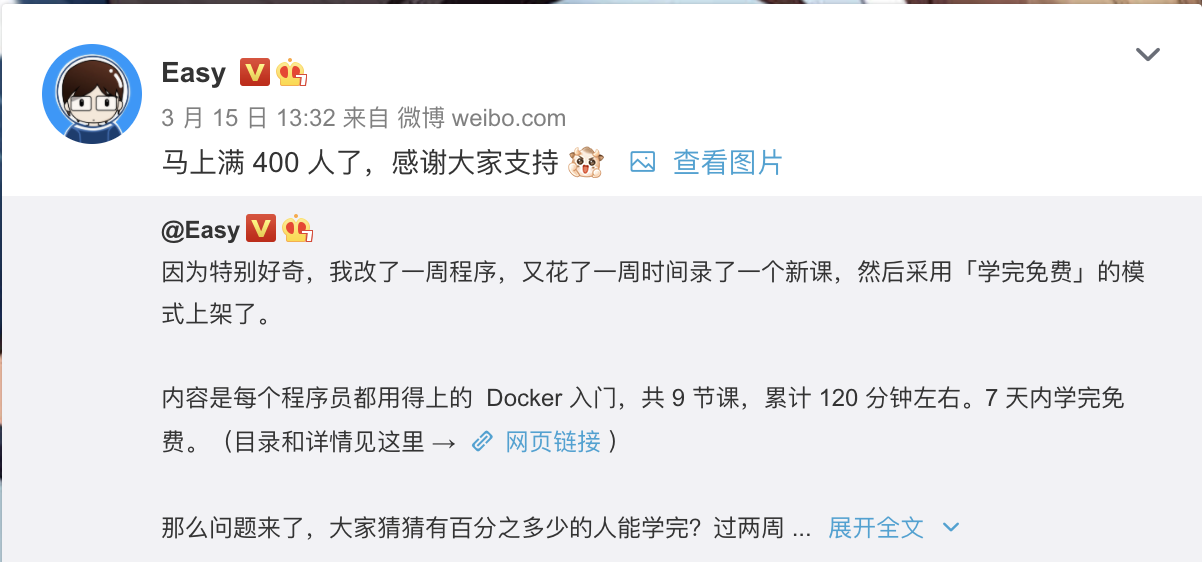 Easy
3 月 15 日 13:32 来自 微博 weibo.com
马上满 400 人了，感谢大家支持 查看图片
@Easy
因为特别好奇，我改了一周程序，又花了一周时间录了一个新课，然后采用「学完免费」的模
式上架了。
内容是每个程序员都用得上的 Docker 入门，共 9 节课，累计 120 分钟左右。7 天内学完免
费。（目录和详情见这里 → 网页链接 ）
那么问题来了，大家猜猜有百分之多少的人能学完？过两周 ... 展开全文